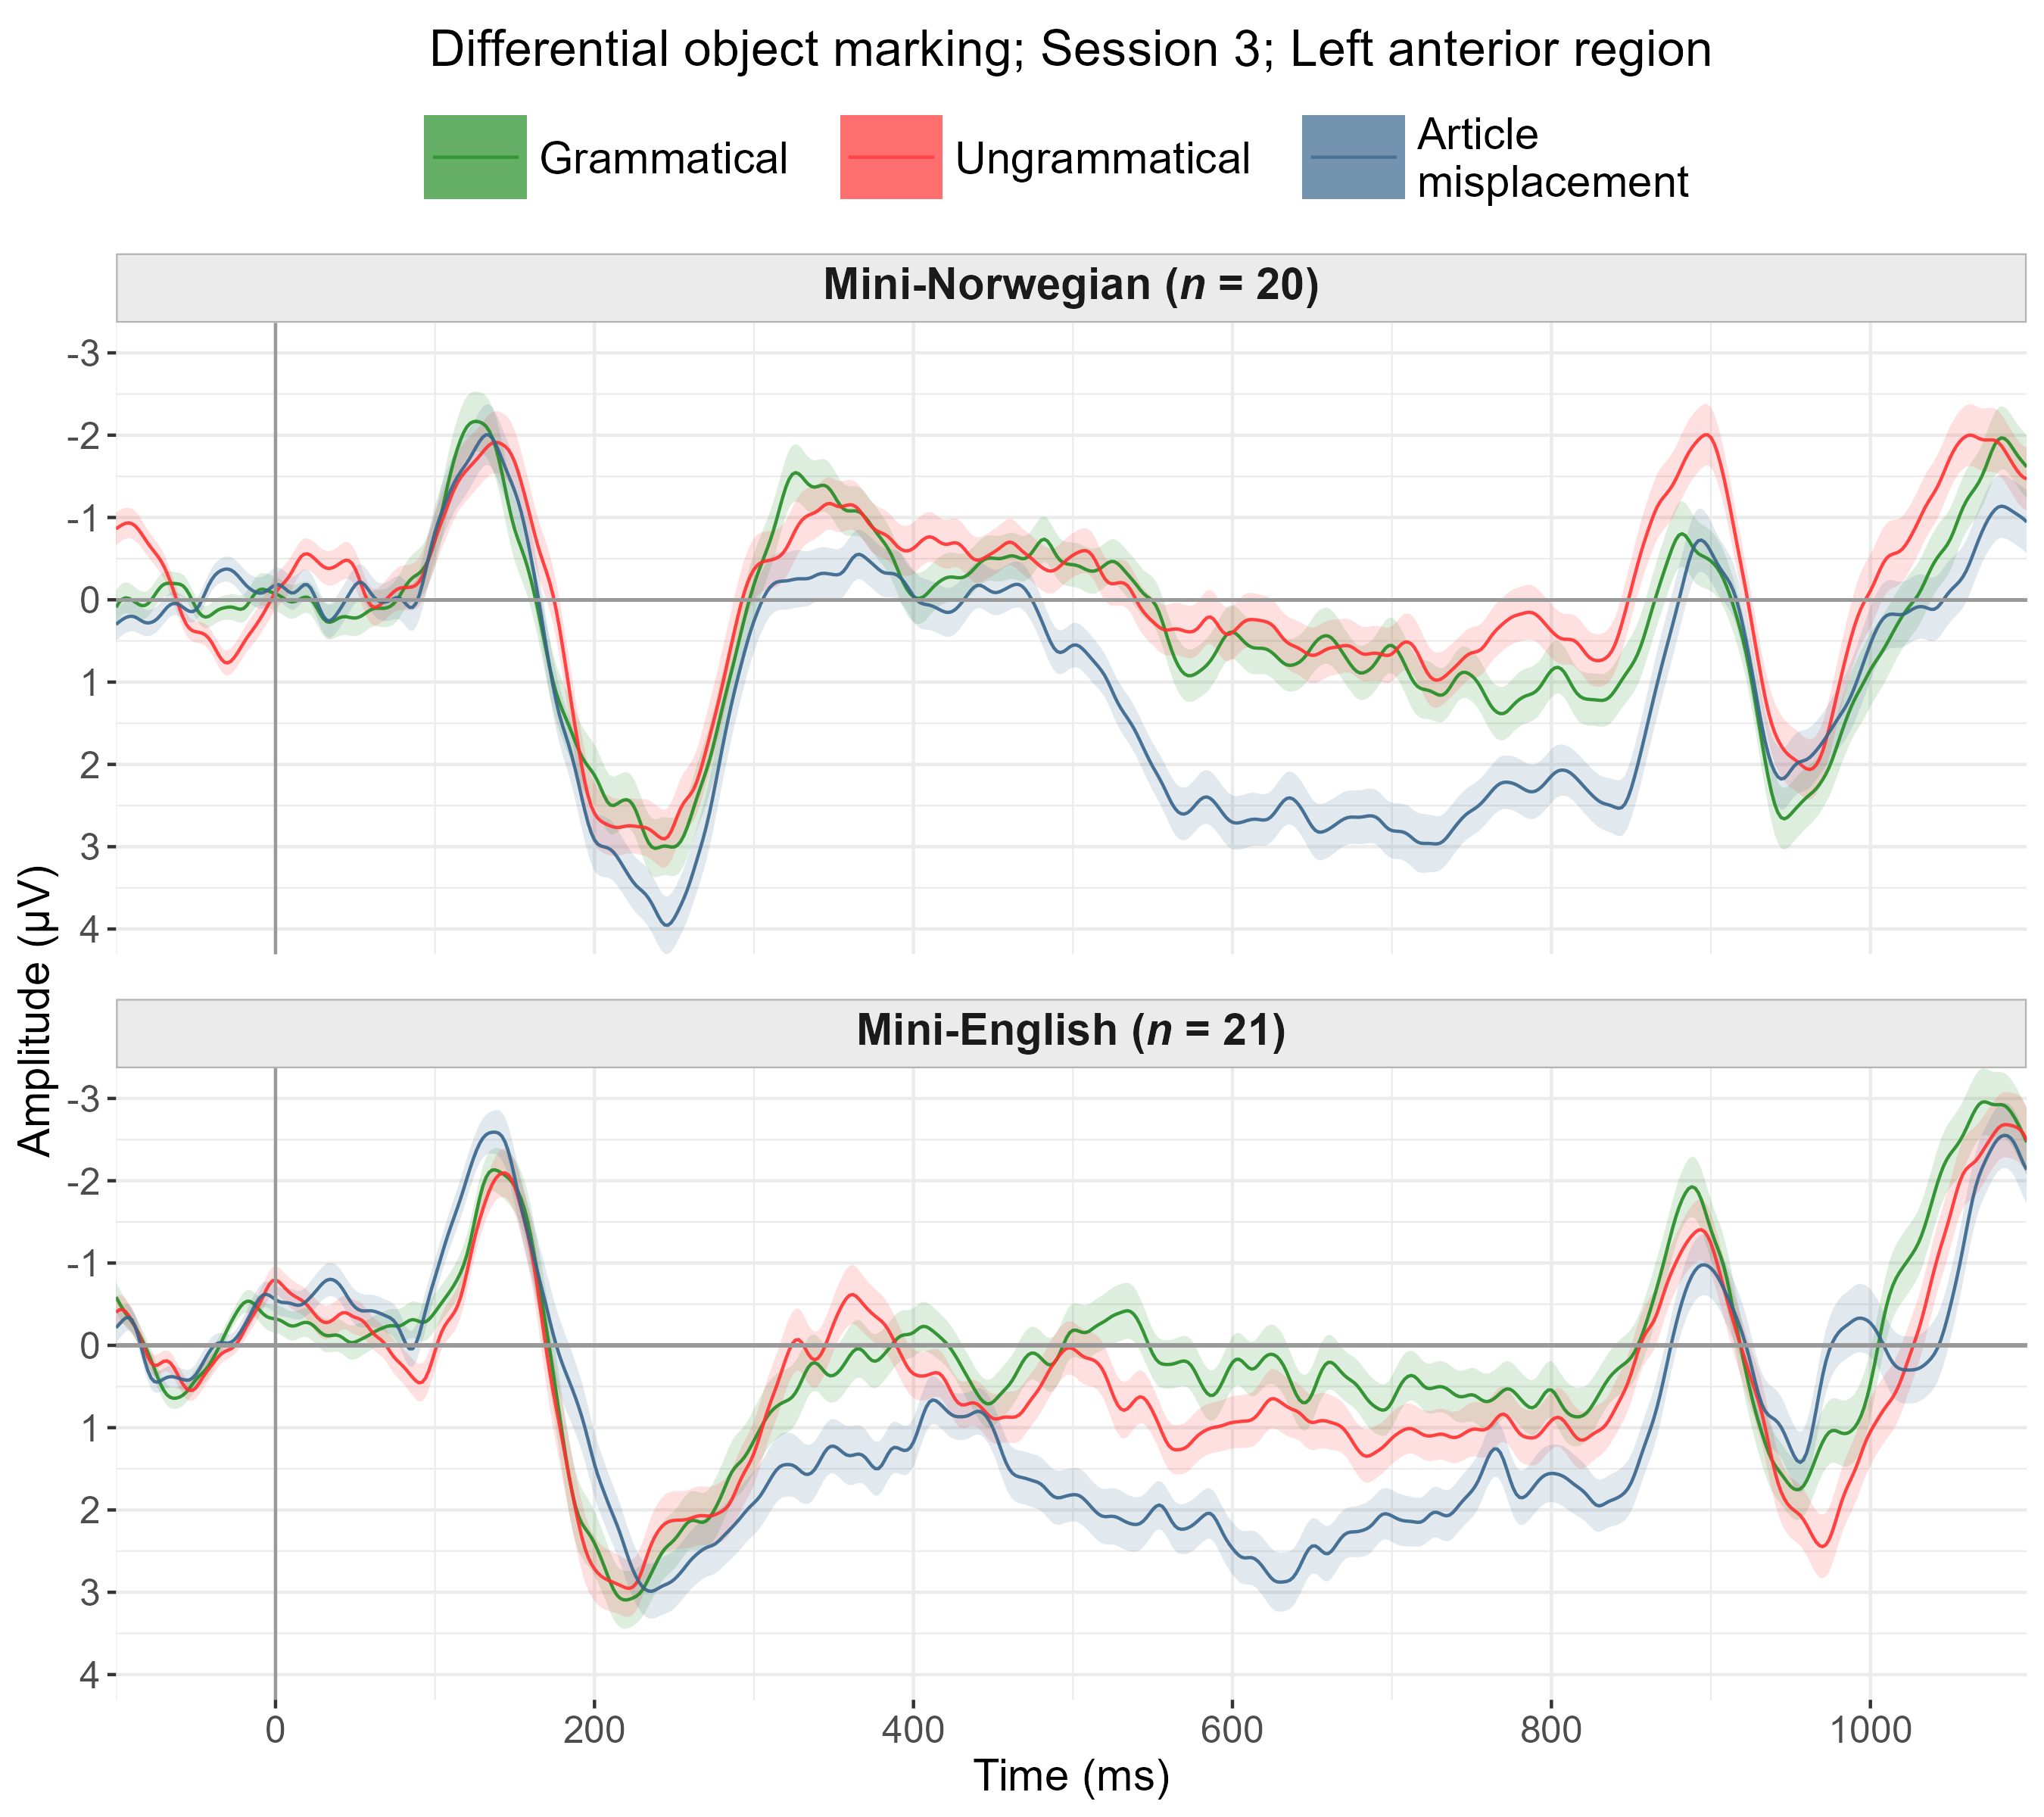 Differential object marking; Session 3; Left anterior region
Grammatical
Ungrammatical
Article
misplacement
Mini-Norwegian (n = 20)
-3
-2
-1
0
1
2
3
4
Amplitude (µV)
Mini-English (n = 21)
-3
-2
-1
0
1
2
3
4
0 200 400 600 800 1000
Time (ms)